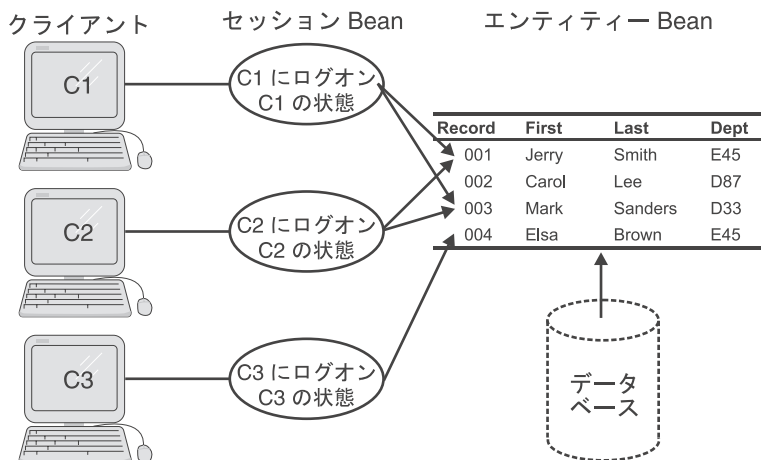 クライアント セッション Bean エンティティー Bean
C1
C1 にログオン
C1 の状態
Record First Last Dept
001 Jerry Smith E45
002 Carol Lee D87
003 Mark Sanders D33
004 Elsa Brown E45
C2
C2 にログオン
C2 の状態
C3
C3 にログオン
C3 の状態
データ
ベース